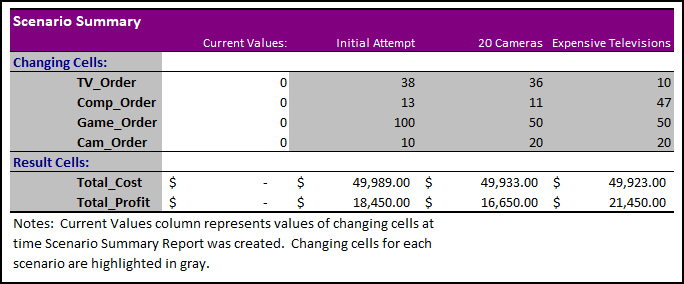 Scenario Summary
Current Values: Initial Attempt 20 Cameras Expensive Televisions
Changing Cells:
TV_Order 0 38 36 10
Comp_Order 0 13 11 47
Game_Order 0 100 50 50
Cam_Order 0 10 20 20
Result Cells:
Total_Cost $ - $ 49,989.00 $ 49,933.00 $ 49,923.00
Total_Profit $ - $ 18,450.00 $ 16,650.00 $ 21,450.00
Notes: Current Values column represents values of changing cells at
time Scenario Summary Report was created. Changing cells for each
scenario are highlighted in gray.